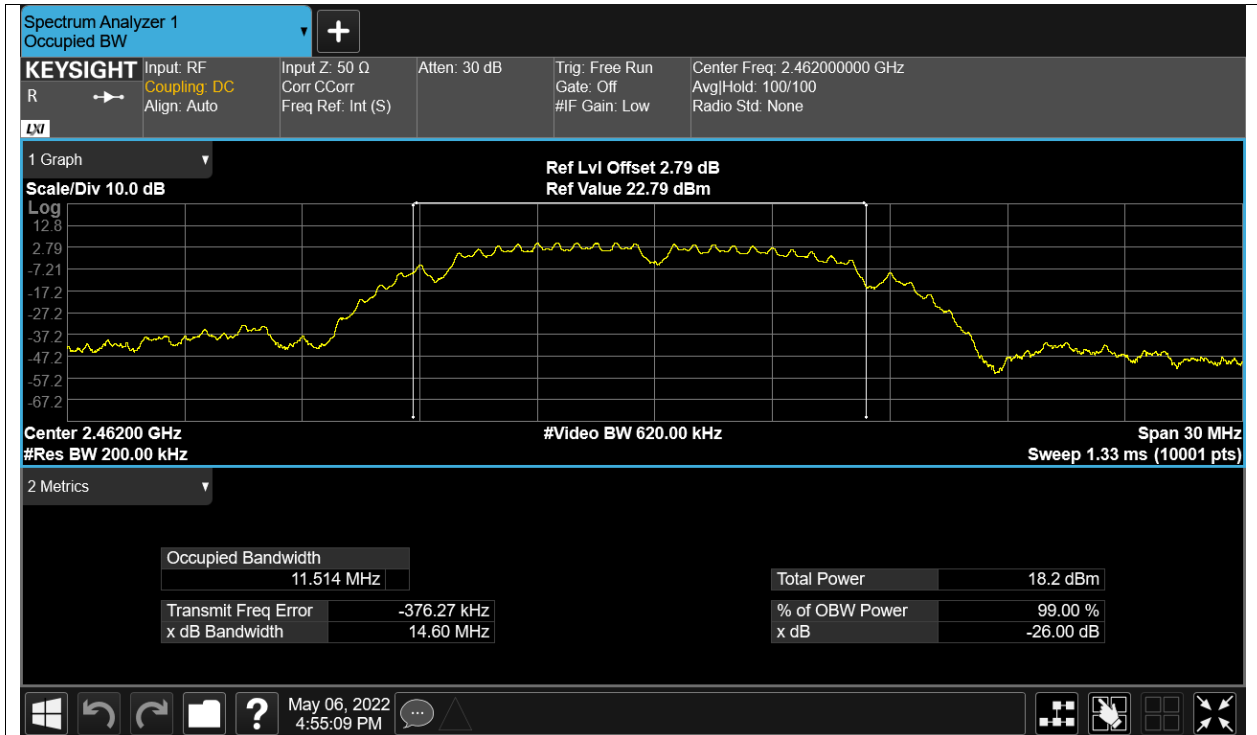 Spectrum Analyzer 1
Occupied BW
KEYSIGHT
R
LXI
Input: RF
Coupling: DC
Align: Auto
Input Z: 50 Ω
Corr CCorr
Freq Ref: Int (S)
Atten: 30 dB
Trig: Free Run
Gate: Off
#IF Gain: Low
Center Freq: 2.462000000 GHz
Avg|Hold: 100/100
Radio Std: None
1 Graph
Scale/Div 10.0 dB
Ref Lvl Offset 2.79 dB
Ref Value 22.79 dBm
Log
12.8
2.79
-7.21
-17.2
-27.2
-37.2
-47.2
-57.2
-67.2
Center 2.46200 GHz
#Video BW 620.00 kHz
Span 30 MHz
#Res BW 200.00 kHz
Sweep 1.33 ms (10001 pts)
2 Metrics
Occupied Bandwidth
11.514 MHz
Total Power 18.2 dBm
Transmit Freq Error -376.27 kHz
% of OBW Power 99.00 %
x dB Bandwidth 14.60 MHz
x dB -26.00 dB
?
May 06, 2022
4:55:09 PM